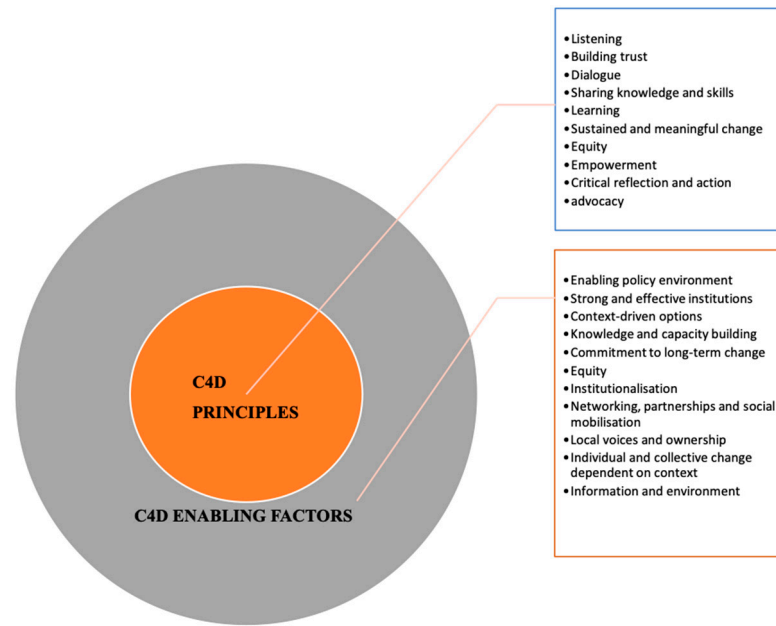 •Listening
•Building trust
•Dialogue
•Sharing knowledge and skills
•Learning
•Sustained and meaningful change
•Equity
•Empowerment
•Critical reflection and action
•advocacy
•Enabling policy environment
•Strong and effective institutions
•Context-driven options
•Knowledge and capacity building
•Commitment to long-term change
•Equity
•Institutionalisation
•Networking, partnerships and social
mobilisation
•Local voices and ownership
•Individual and collective change
dependent on context
•Information and environment
C4D
PRINCIPLES
C4D ENABLING FACTORS